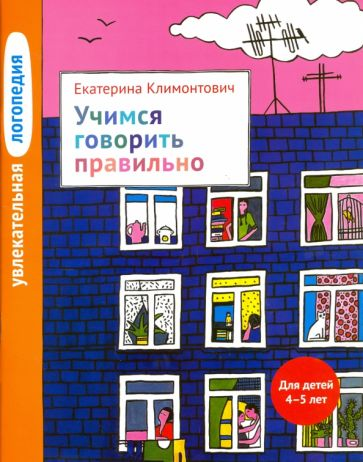 Екатерина Климонтович
Учимся
говорить
правильно
увлекательная логопедия
Для детей
4–5 лет